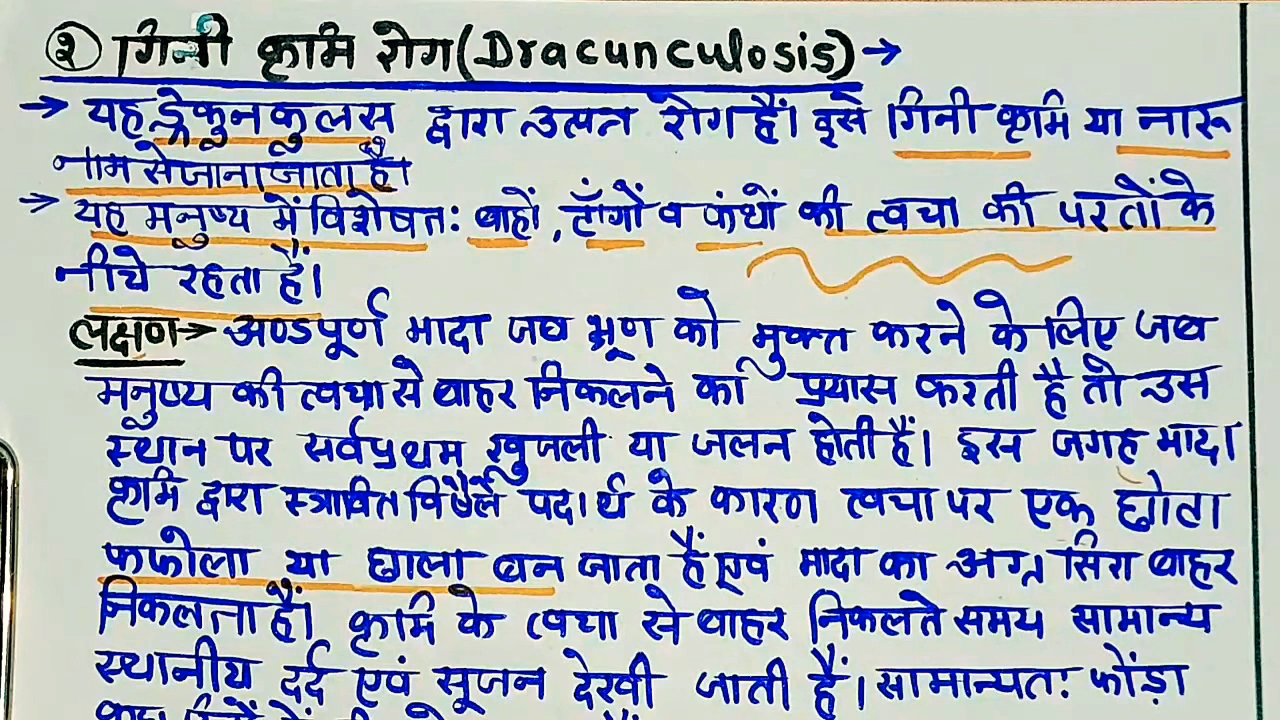 ② गिनी कृमि रोग (Dracunculosis) →
→ यह ड्रेकुनकुलस द्वारा उत्पन्न रोग हैं। इसे गिनी कृमि या नारू
नाम से जाना जाता है।
→ यह मनुष्य में विशेषतः बाहों, टाँगों व कंधों की त्वचा की परतों के
नीचे रहता हैं।
लक्षण → अण्डपूर्ण मादा जब भ्रूण को मुक्त करने के लिए जब
मनुष्य की त्वचा से बाहर निकलने का प्रयास करती है तो उस
स्थान पर सर्वप्रथम खुजली या जलन होती हैं। इस जगह मादा
कृमि द्वारा स्त्रावित विषैले पदार्थ के कारण त्वचा पर एक छोटा
फफोला या छाला बन जाता हैं एवं मादा का अग्र सिरा बाहर
निकलता हैं। कृमि के त्वचा से बाहर निकलते समय सामान्य
स्थानीय दर्द एवं सूजन देखी जाती हैं। सामान्यतः फोंड़ा